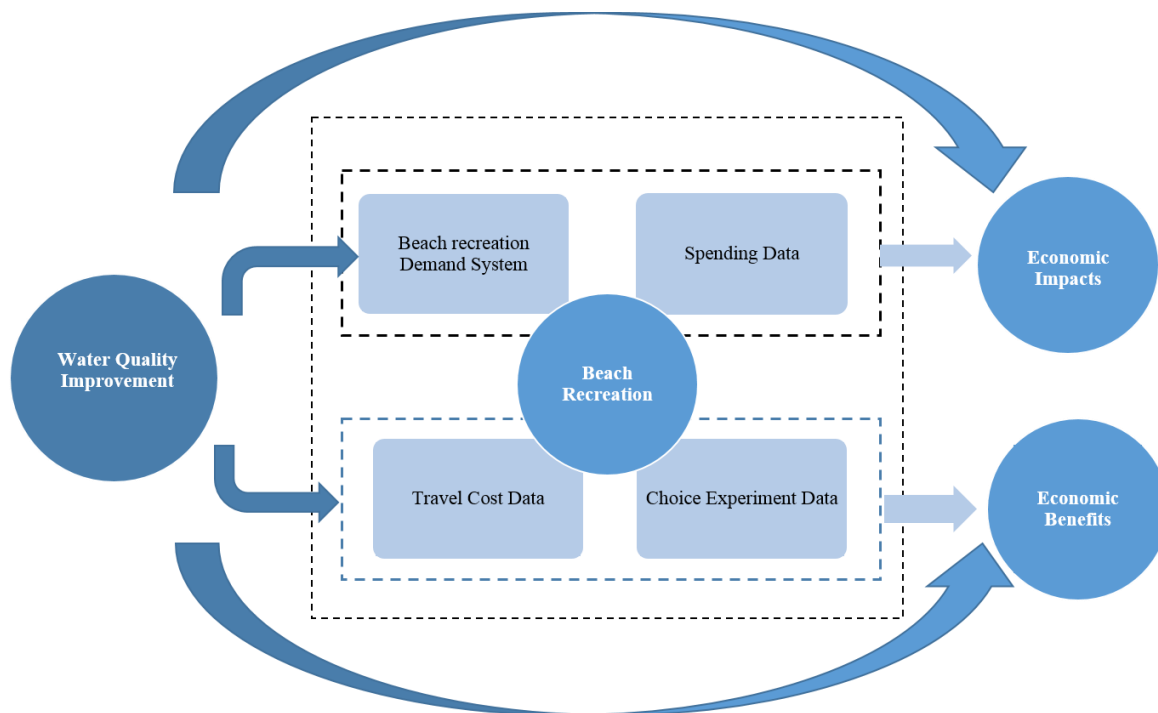 Beach recreation
Demand System
Spending Data
Economic
Impacts
Water Quality
Improvement
Beach
Recreation
Travel Cost Data
Choice Experiment Data
Economic
Benefits